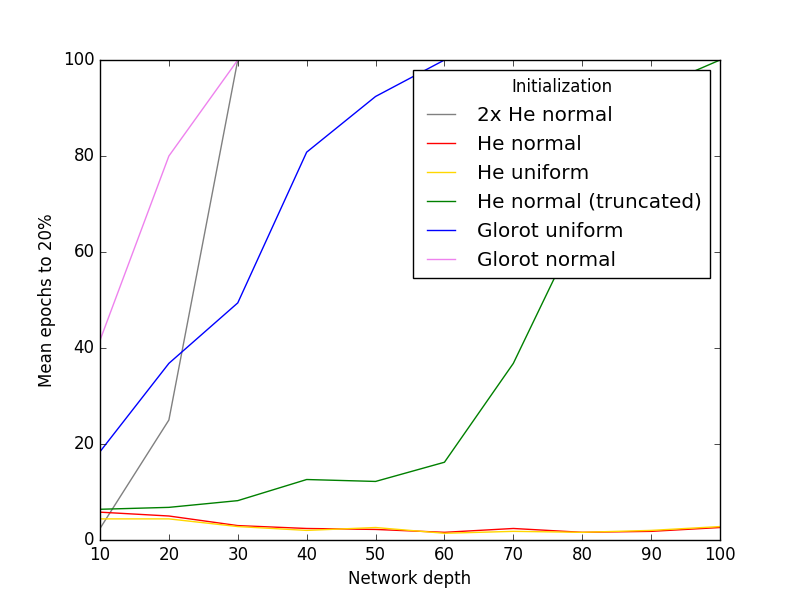 100
80
60
40
20
0
Mean epochs to 20%
Initialization
2x He normal
He normal
He uniform
He normal (truncated)
Glorot uniform
Glorot normal
10 20 30 40 50 60 70 80 90 100
Network depth